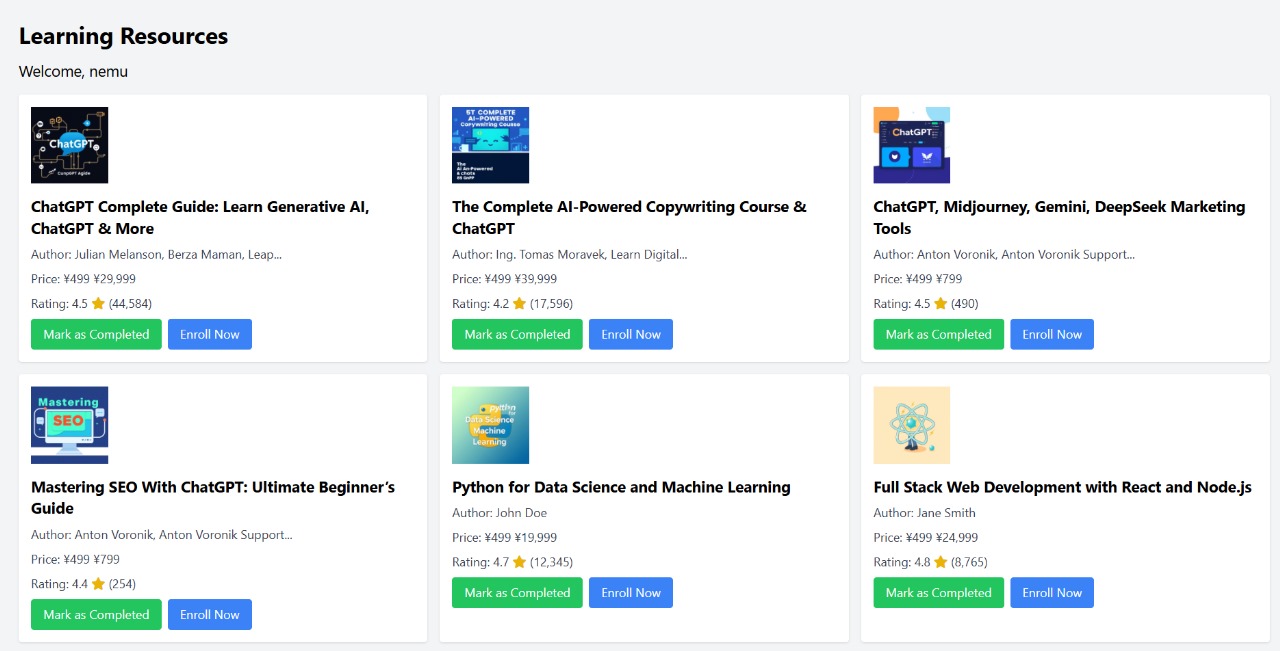 Learning Resources
Welcome, nemu
ChatGPT
ChatGPT Complete Guide: Learn Generative AI,
ChatGPT & More
Author: Julian Melanson, Berza Maman, Leap...
Price: ¥499 ¥29,999
Rating: 4.5 ⭐ (44,584)
Mark as Completed
Enroll Now
5T COMPLETE
AI-POWERED
Copywriting Course
The
The Complete AI-Powered Copywriting Course &
ChatGPT
Author: Ing. Tomas Moravek, Learn Digital...
Price: ¥499 ¥39,999
Rating: 4.2 ⭐ (17,596)
Mark as Completed
Enroll Now
ChatGPT
ChatGPT, Midjourney, Gemini, DeepSeek Marketing
Tools
Author: Anton Voronik, Anton Voronik Support...
Price: ¥499 ¥799
Rating: 4.5 ⭐ (490)
Mark as Completed
Enroll Now
Mastering
SEO
Mastering SEO With ChatGPT: Ultimate Beginner's
Guide
Author: Anton Voronik, Anton Voronik Support...
Price: ¥499 ¥799
Rating: 4.4 ⭐ (254)
Mark as Completed
Enroll Now
python
for
Data Science
Machine
Learning
Python for Data Science and Machine Learning
Author: John Doe
Price: ¥499 ¥19,999
Rating: 4.7 ⭐ (12,345)
Mark as Completed
Enroll Now
Full Stack Web Development with React and Node.js
Author: Jane Smith
Price: ¥499 ¥24,999
Rating: 4.8 ⭐ (8,765)
Mark as Completed
Enroll Now